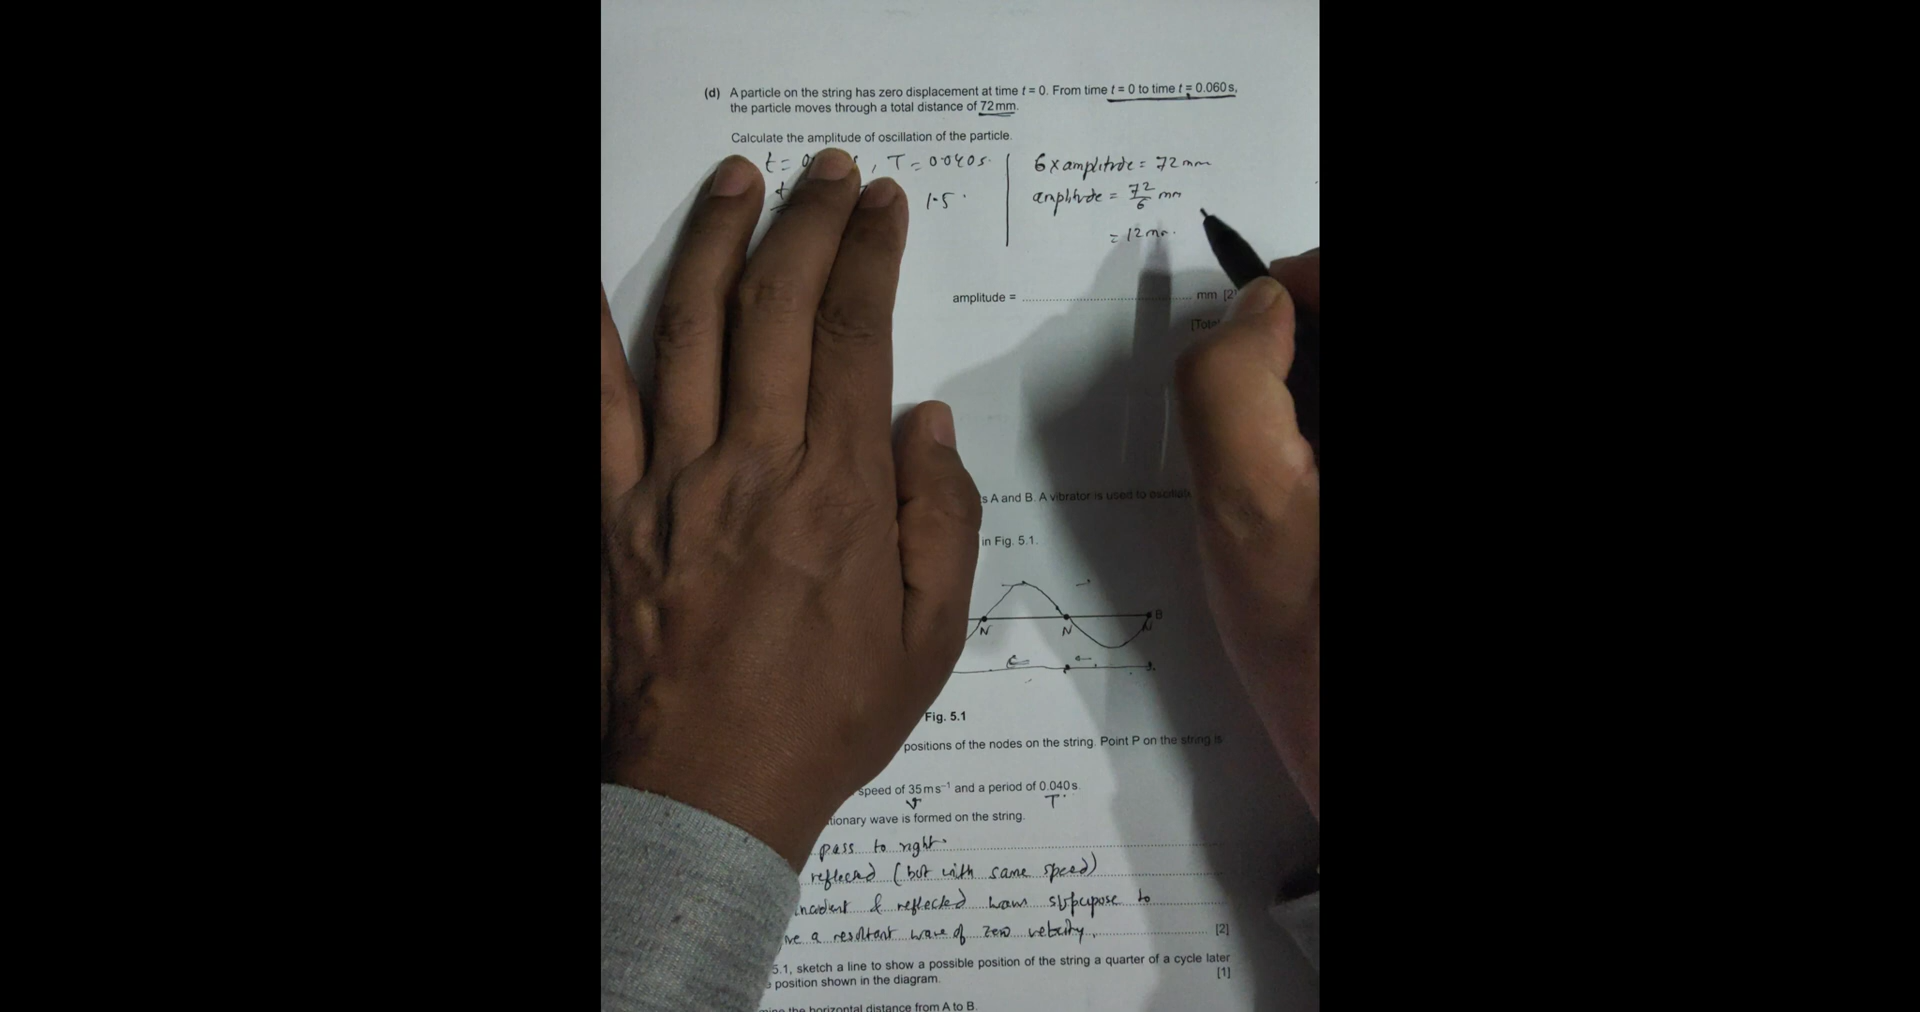 (d) A particle on the string has zero displacement at time t = 0. From time t = 0 to time t = 0.060 s,
the particle moves through a total distance of 72 mm.
Calculate the amplitude of oscillation of the particle.
t = 0 , T = 0.040 s.
1.5
6 x amplitude = 72 mm
amplitude = 72/6 mm
= 12 mm.
amplitude = mm [2]
[Total
s A and B. A vibrator is used to oscillate
in Fig. 5.1.
N N N B
Fig. 5.1
positions of the nodes on the string. Point P on the string is
speed of 35 m s⁻¹ and a period of 0.040 s.
v T
tionary wave is formed on the string.
pass to right.
reflected (but with same speed)
incident & reflected superpose to
a resultant wave of zero velocity. [2]
5.1, sketch a line to show a possible position of the string a quarter of a cycle later
position shown in the diagram. [1]
the horizontal distance from A to B.